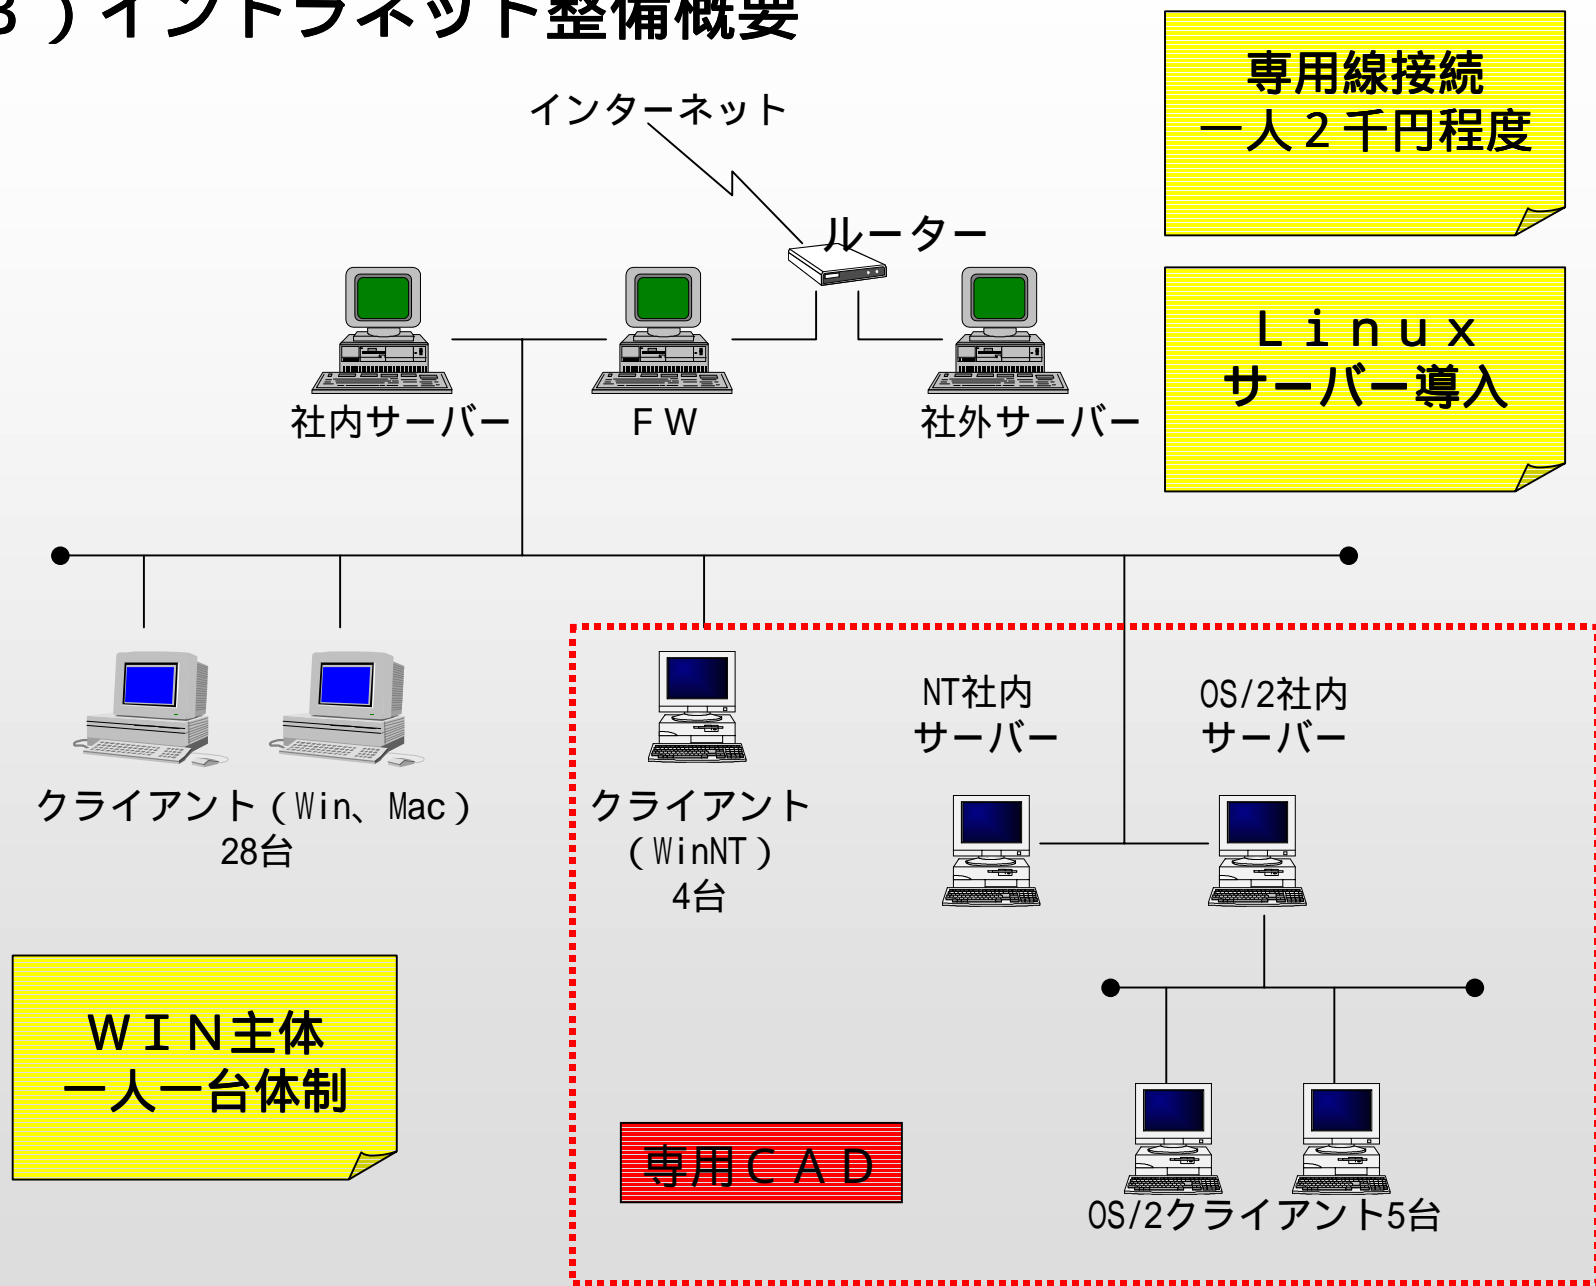 ３）イントラネット整備概要
専用線接続
一人２千円程度
インターネット
ルーター
Ｌｉｎｕｘ
サーバー導入
社内サーバー
ＦＷ
社外サーバー
NT社内
サーバー
OS/2社内
サーバー
クライアント（Win、Mac）
28台
クライアント
（WinNT）
4台
ＷＩＮ主体
一人一台体制
専用ＣＡＤ
OS/2クライアント5台